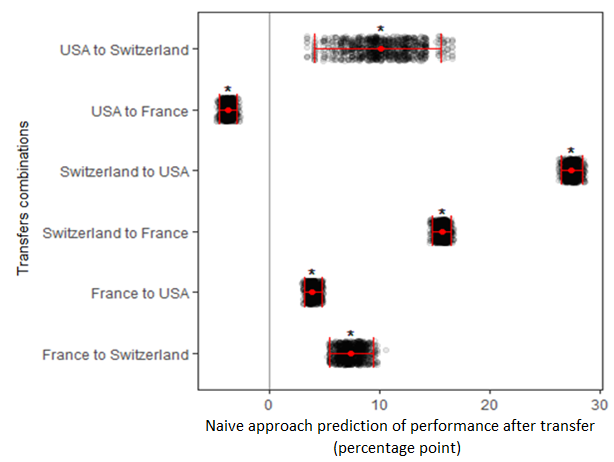 USA to Switzerland
*
USA to France
*
Switzerland to USA
*
Switzerland to France
*
France to USA
*
France to Switzerland
*
Transfers combinations
0 10 20 30
Naive approach prediction of performance after transfer
(percentage point)